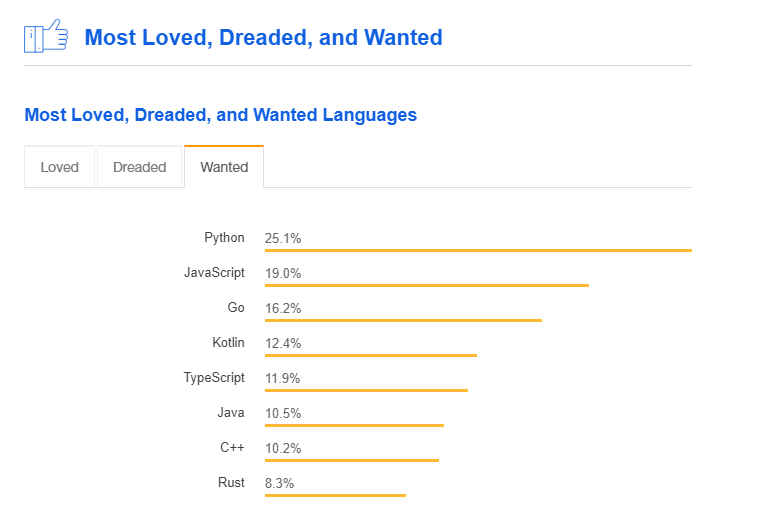 Most Loved, Dreaded, and Wanted
Most Loved, Dreaded, and Wanted Languages
Loved Dreaded Wanted
Python 25.1%
JavaScript 19.0%
Go 16.2%
Kotlin 12.4%
TypeScript 11.9%
Java 10.5%
C++ 10.2%
Rust 8.3%